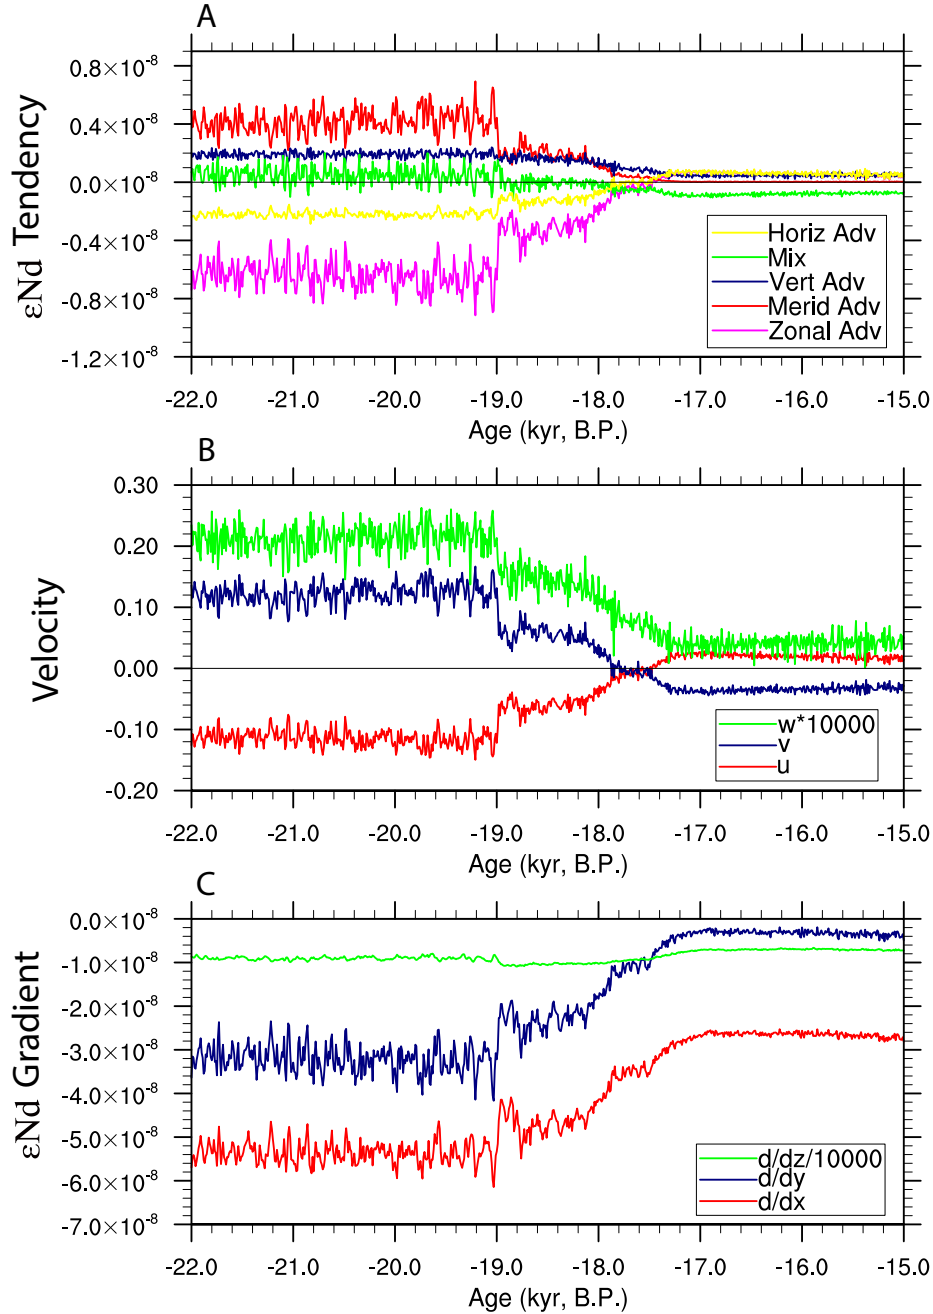 A
0.8×10⁻⁸
0.4×10⁻⁸
0.0×10⁻⁸
-0.4×10⁻⁸
-0.8×10⁻⁸
-1.2×10⁻⁸
εNd Tendency
Horiz Adv
Mix
Vert Adv
Merid Adv
Zonal Adv
-22.0 -21.0 -20.0 -19.0 -18.0 -17.0 -16.0 -15.0
Age (kyr, B.P.)
B
0.30
0.20
0.10
0.00
-0.10
-0.20
Velocity
w*10000
v
u
-22.0 -21.0 -20.0 -19.0 -18.0 -17.0 -16.0 -15.0
Age (kyr, B.P.)
C
0.0×10⁻⁸
-1.0×10⁻⁸
-2.0×10⁻⁸
-3.0×10⁻⁸
-4.0×10⁻⁸
-5.0×10⁻⁸
-6.0×10⁻⁸
-7.0×10⁻⁸
εNd Gradient
d/dz/10000
d/dy
d/dx
-22.0 -21.0 -20.0 -19.0 -18.0 -17.0 -16.0 -15.0
Age (kyr, B.P.)